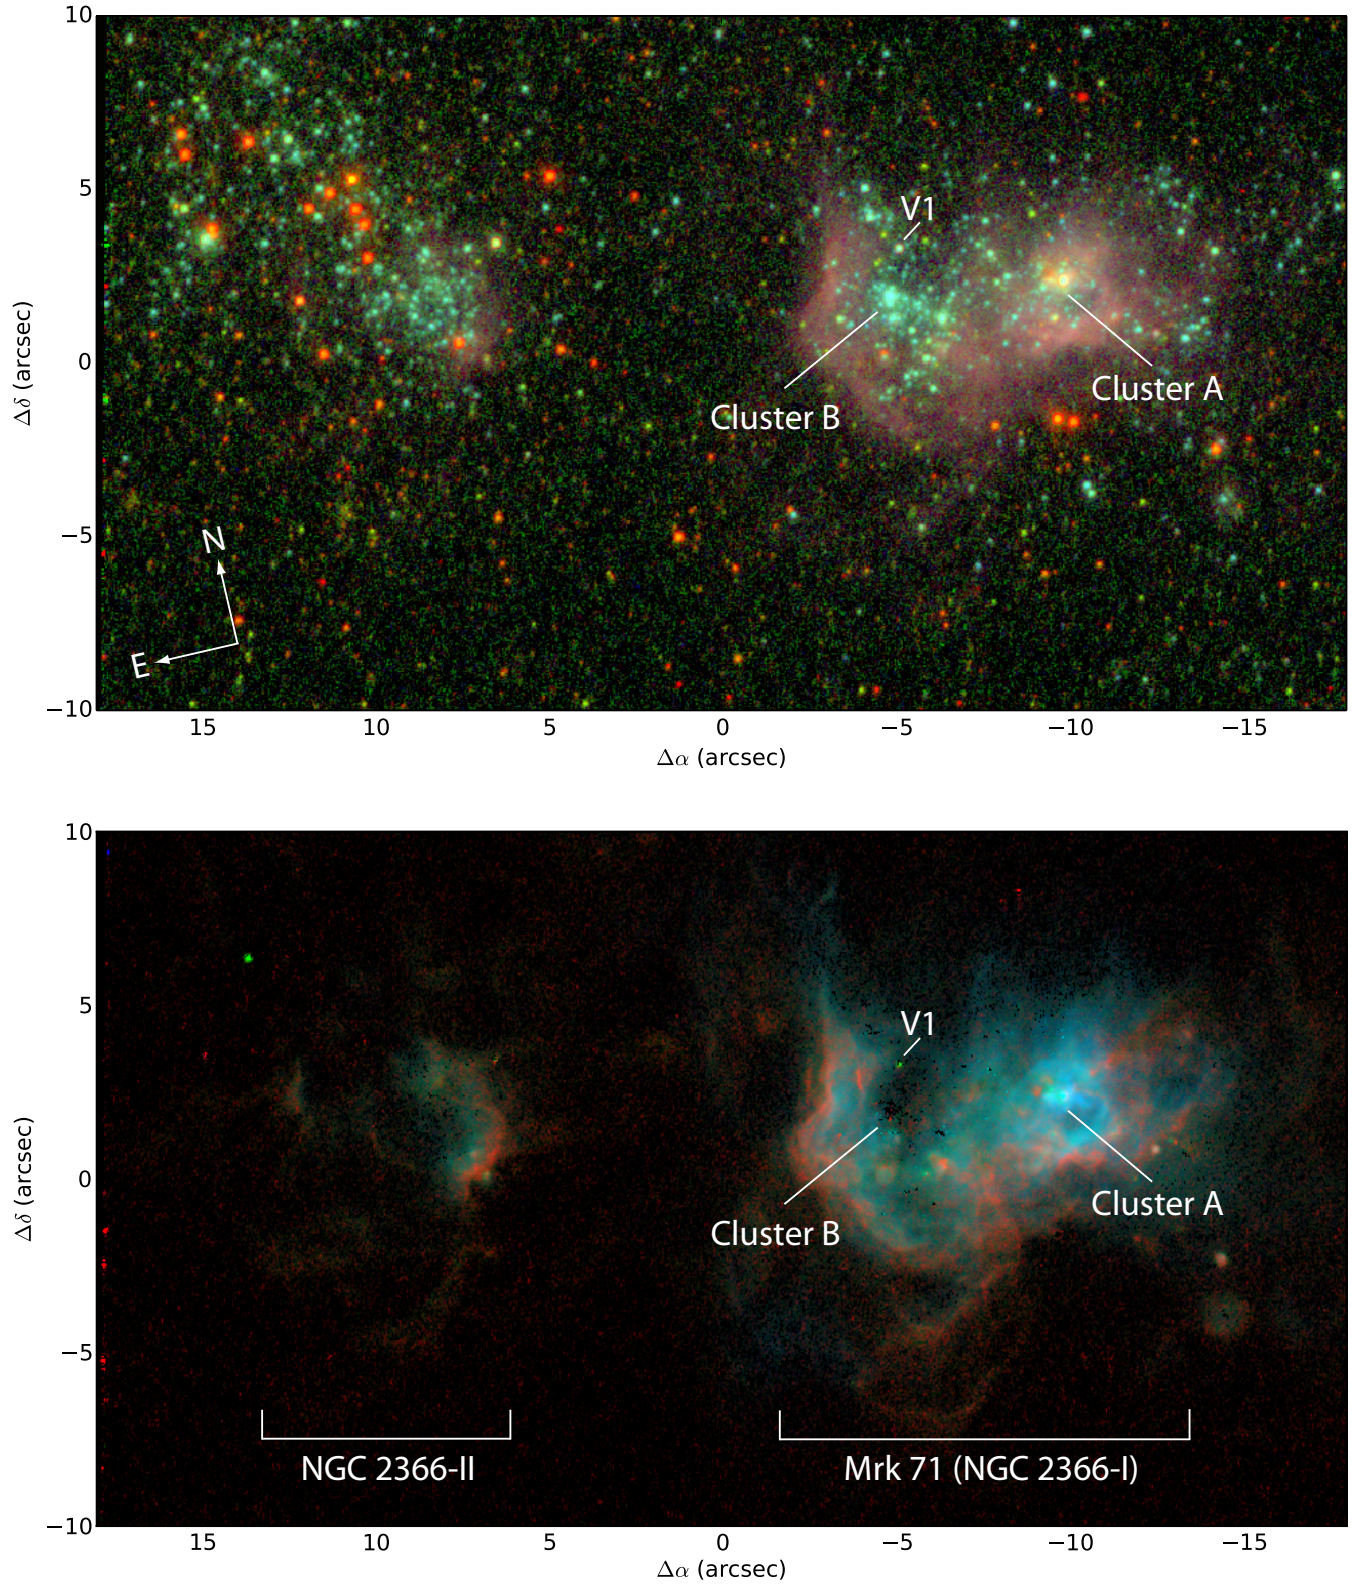 10
5
0
−5
−10
Δδ (arcsec)
V1
Cluster B
Cluster A
N
E
15 10 5 0 −5 −10 −15
Δα (arcsec)
10
5
0
−5
−10
Δδ (arcsec)
V1
Cluster B
Cluster A
NGC 2366-II
Mrk 71 (NGC 2366-I)
15 10 5 0 −5 −10 −15
Δα (arcsec)